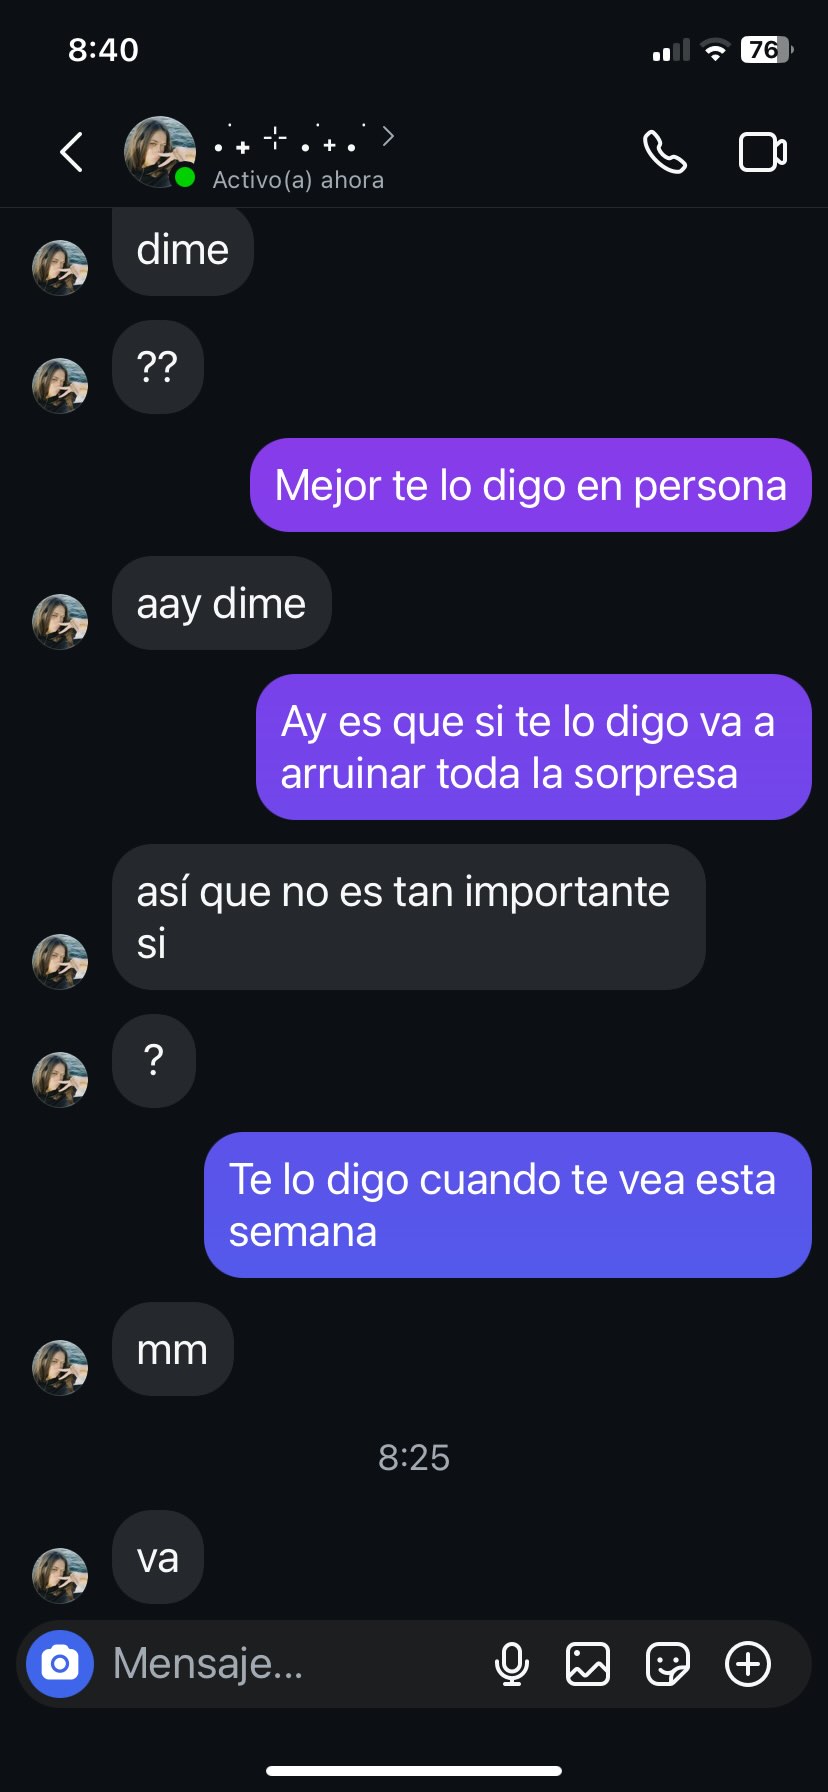 8:40
76
Activo(a) ahora
dime
??
Mejor te lo digo en persona
aay dime
Ay es que si te lo digo va a
arruinar toda la sorpresa
así que no es tan importante
si
?
Te lo digo cuando te vea esta
semana
mm
8:25
va
Mensaje...